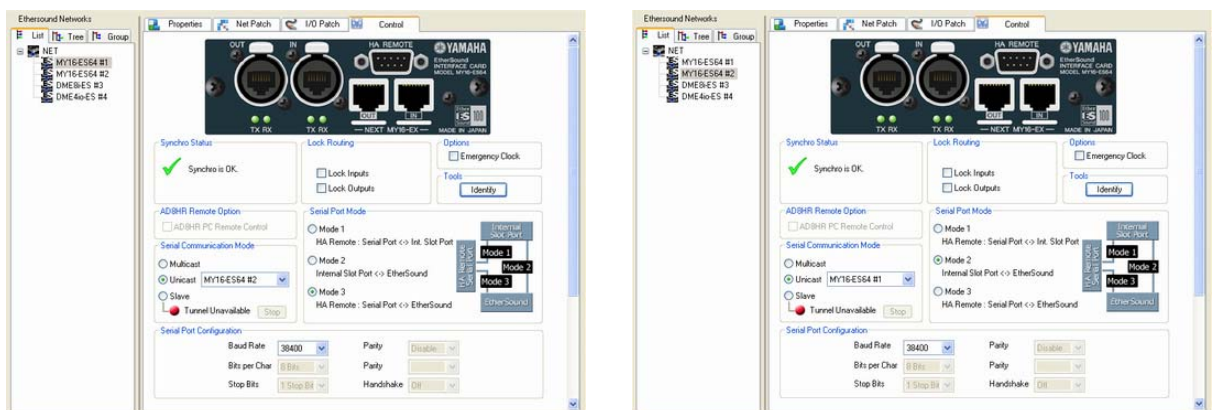 Ethersound Networks
List Tree Group
NET
MY16-ES64 #1
MY16-ES64 #2
DME8i-ES #3
DME4io-ES #4
Properties Net Patch I/O Patch Control
OUT IN HA REMOTE YAMAHA
EtherSound
INTERFACE CARD
MODEL MY16-ES64
OUT IN
TX RX TX RX NEXT MY16-EX MADE IN JAPAN
ES 100
Synchro Status
Synchro is OK.
Lock Routing
Lock Inputs
Lock Outputs
Options
Emergency Clock
Tools
Identify
AD8HR Remote Option
AD8HR PC Remote Control
Serial Communication Mode
Multicast
Unicast MY16-ES64 #2
Slave
Tunnel Unavailable Stop
Serial Port Mode
Mode 1
HA Remote : Serial Port <-> Int. Slot Port
Mode 2
Internal Slot Port <-> EtherSound
Mode 3
HA Remote : Serial Port <-> EtherSound
Internal
Slot Port
HA Remote
Serial Port
Mode 1
Mode 2
Mode 3
EtherSound
Serial Port Configuration
Baud Rate 38400 Parity Disable
Bits per Char 8 Bits Parity
Stop Bits 1 Stop Bit Handshake Off
Ethersound Networks
List Tree Group
NET
MY16-ES64 #1
MY16-ES64 #2
DME8i-ES #3
DME4io-ES #4
Properties Net Patch I/O Patch Control
OUT IN HA REMOTE YAMAHA
EtherSound
INTERFACE CARD
MODEL MY16-ES64
OUT IN
TX RX TX RX NEXT MY16-EX MADE IN JAPAN
ES 100
Synchro Status
Synchro is OK.
Lock Routing
Lock Inputs
Lock Outputs
Options
Emergency Clock
Tools
Identify
AD8HR Remote Option
AD8HR PC Remote Control
Serial Communication Mode
Multicast
Unicast MY16-ES64 #1
Slave
Tunnel Unavailable Stop
Serial Port Mode
Mode 1
HA Remote : Serial Port <-> Int. Slot Port
Mode 2
Internal Slot Port <-> EtherSound
Mode 3
HA Remote : Serial Port <-> EtherSound
Internal
Slot Port
HA Remote
Serial Port
Mode 1
Mode 2
Mode 3
EtherSound
Serial Port Configuration
Baud Rate 38400 Parity Disable
Bits per Char 8 Bits Parity
Stop Bits 1 Stop Bit Handshake Off